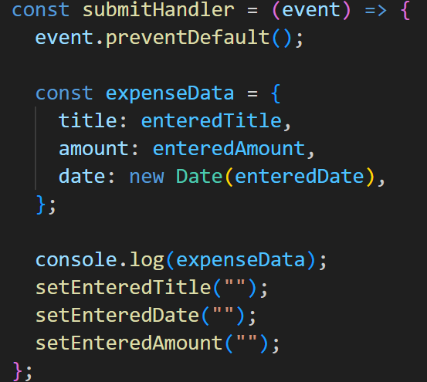 const submitHandler = (event) => {
  event.preventDefault();

  const expenseData = {
    title: enteredTitle,
    amount: enteredAmount,
    date: new Date(enteredDate),
  };

  console.log(expenseData);
  setEnteredTitle("");
  setEnteredDate("");
  setEnteredAmount("");
};